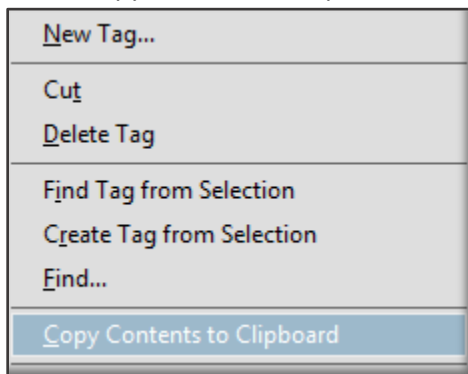 New Tag...
Cut
Delete Tag
Find Tag from Selection
Create Tag from Selection
Find...
Copy Contents to Clipboard